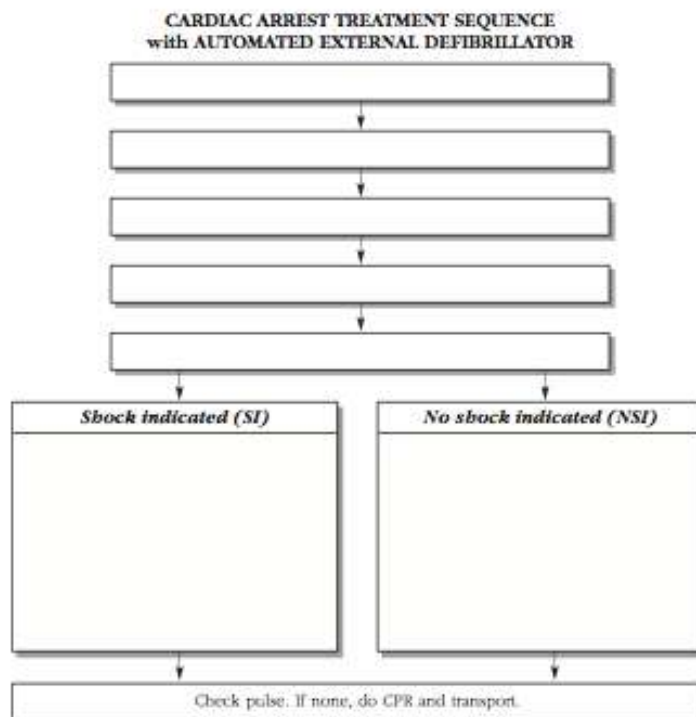 CARDIAC ARREST TREATMENT SEQUENCE
with AUTOMATED EXTERNAL DEFIBRILLATOR
Shock indicated (SI)
No shock indicated (NSI)
Check pulse. If none, do CPR and transport.